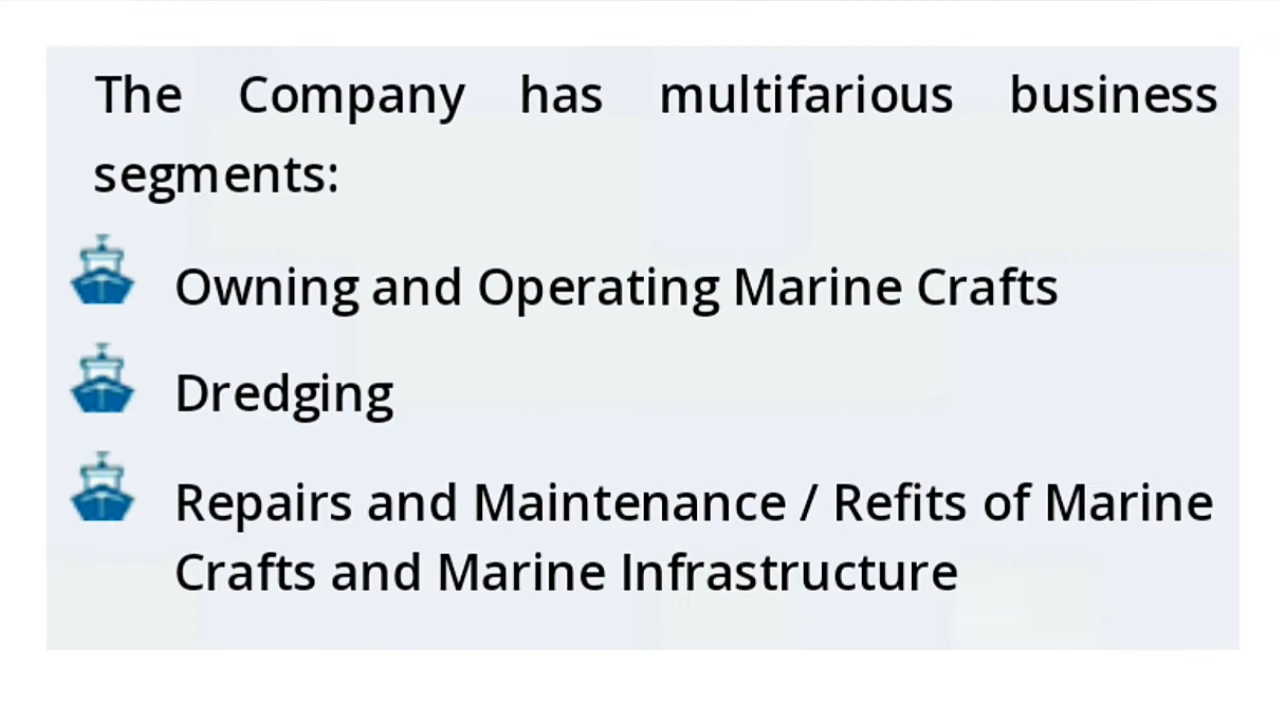 The Company has multifarious business
segments:
Owning and Operating Marine Crafts
Dredging
Repairs and Maintenance / Refits of Marine
Crafts and Marine Infrastructure